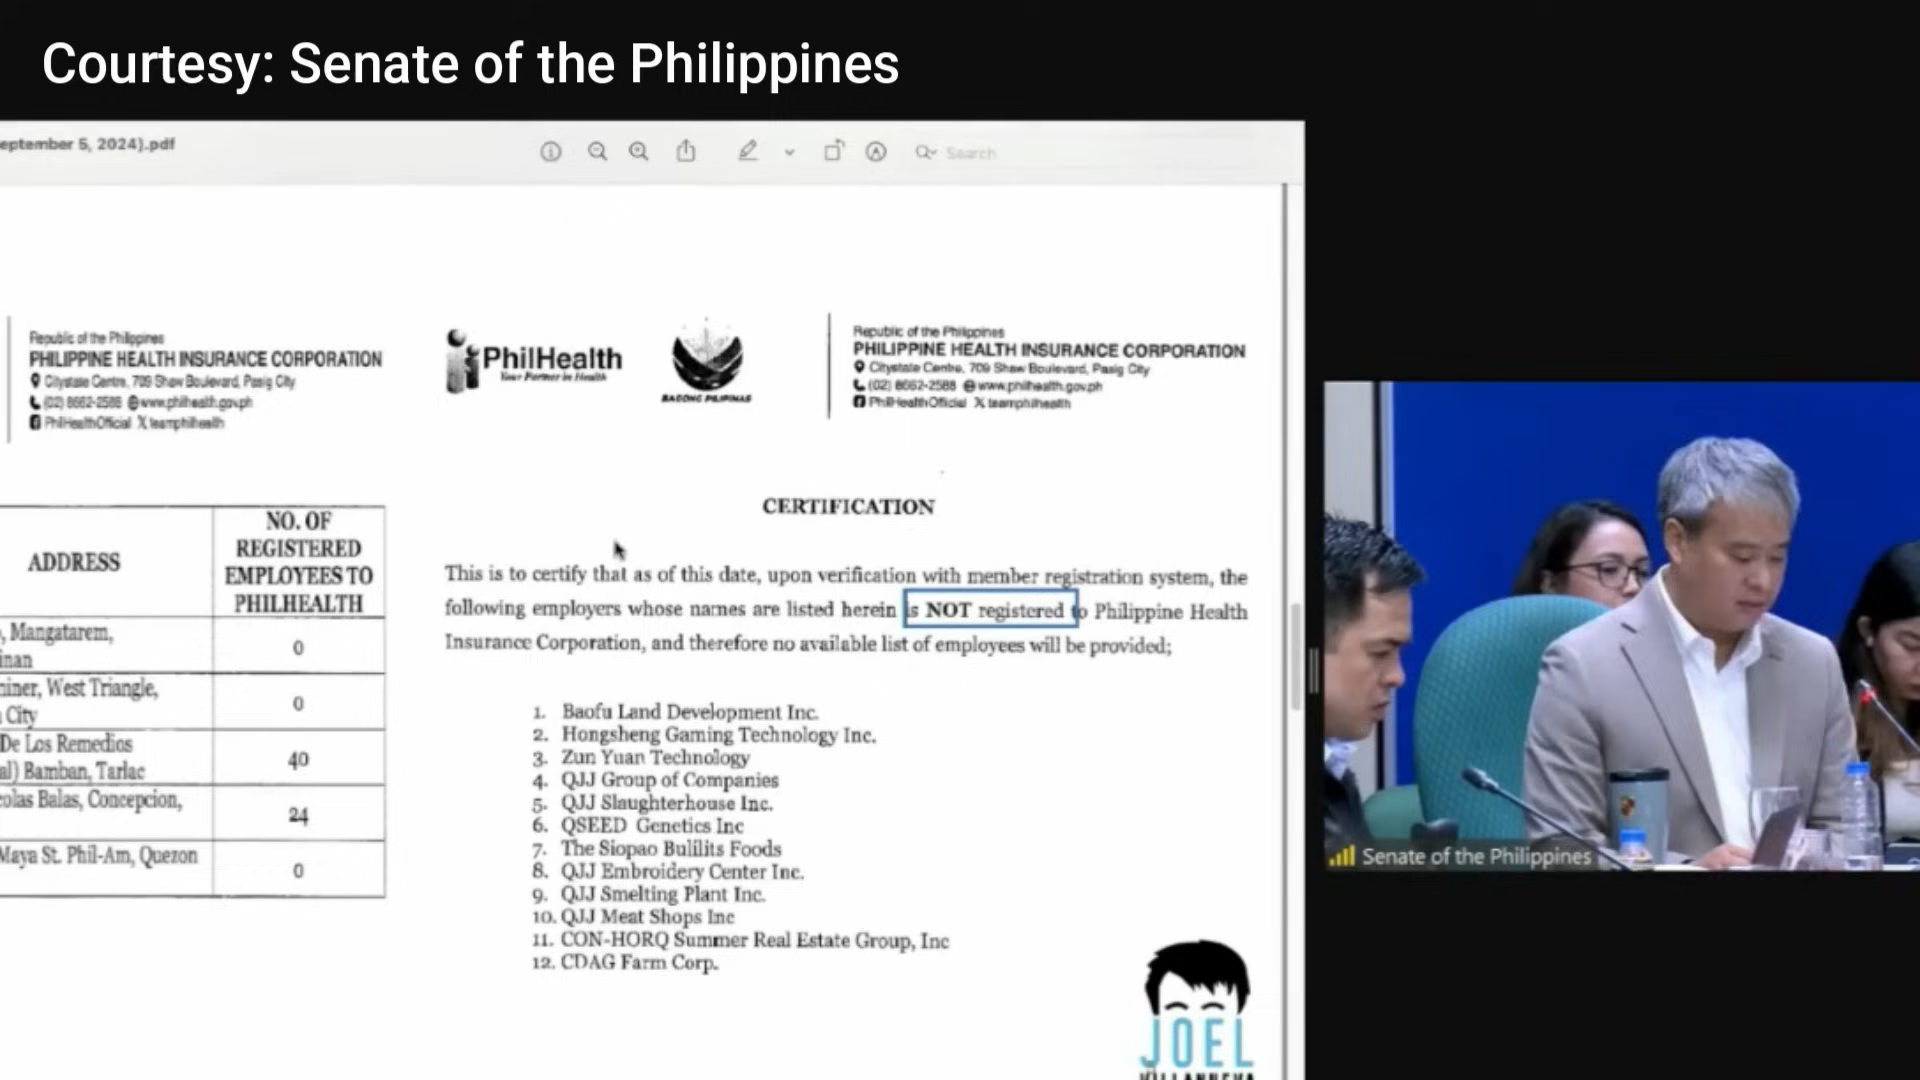 Courtesy: Senate of the Philippines
eptember 5, 2024).pdf
Search
Republic of the Philippines
PHILIPPINE HEALTH INSURANCE CORPORATION
Citystate Centre, 709 Shaw Boulevard, Pasig City
(02) 8662-2588 www.philhealth.gov.ph
PhilHealthOfficial X teamphilhealth
ADDRESS
NO. OF
REGISTERED
EMPLOYEES TO
PHILHEALTH
, Mangatarem,
inan
0
niner, West Triangle,
City
0
De Los Remedios
al) Bamban, Tarlac
40
colas Balas, Concepcion,
24
Maya St. Phil-Am, Quezon
0
PhilHealth
Your Partner in Health
BAGONG PILIPINAS
Republic of the Philippines
PHILIPPINE HEALTH INSURANCE CORPORATION
Citystate Centre, 709 Shaw Boulevard, Pasig City
(02) 8662-2588 www.philhealth.gov.ph
PhilHealthOfficial X teamphilhealth
CERTIFICATION
This is to certify that as of this date, upon verification with member registration system, the
following employers whose names are listed herein is NOT registered to Philippine Health
Insurance Corporation, and therefore no available list of employees will be provided;
1. Baofu Land Development Inc.
2. Hongsheng Gaming Technology Inc.
3. Zun Yuan Technology
4. QJJ Group of Companies
5. QJJ Slaughterhouse Inc.
6. QSEED Genetics Inc
7. The Siopao Bulilits Foods
8. QJJ Embroidery Center Inc.
9. QJJ Smelting Plant Inc.
10. QJJ Meat Shops Inc
11. CON-HORQ Summer Real Estate Group, Inc
12. CDAG Farm Corp.
JOEL
VILLANUEVA
Senate of the Philippines